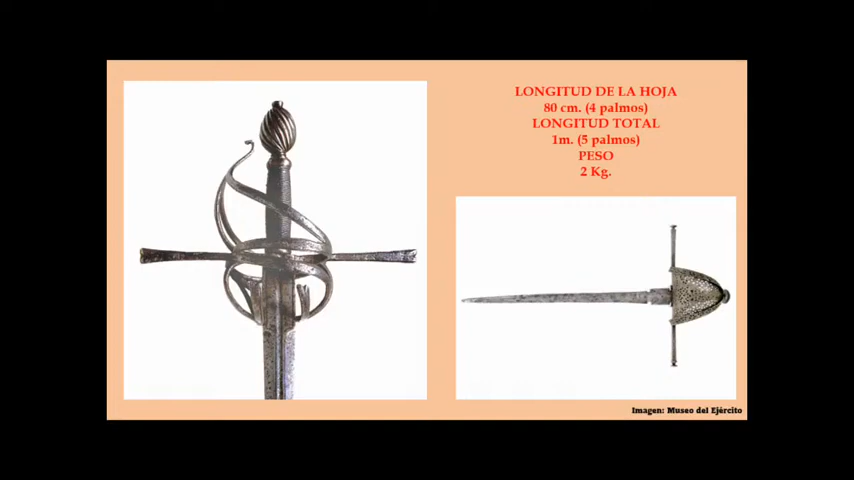 LONGITUD DE LA HOJA
80 cm. (4 palmos)
LONGITUD TOTAL
1m. (5 palmos)
PESO
2 Kg.
Imagen: Museo del Ejército